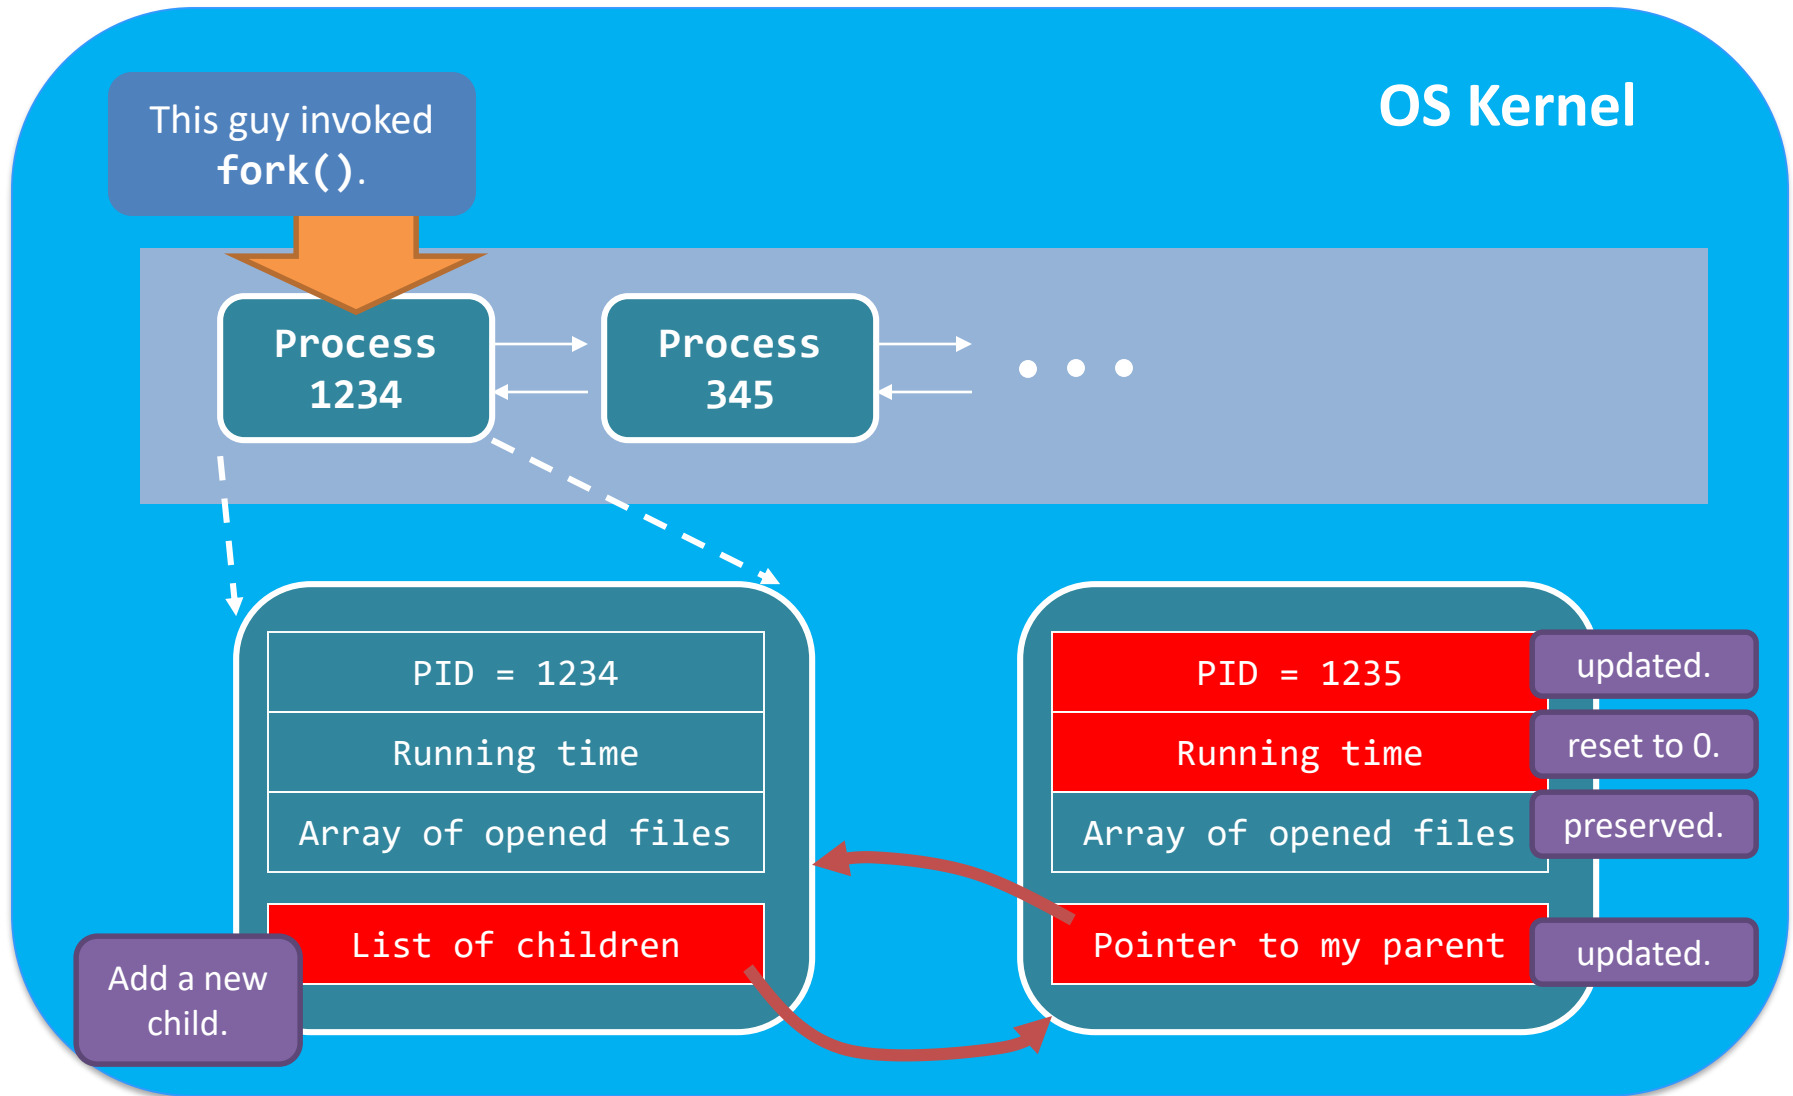 OS Kernel
This guy invoked
fork().
Process
1234
Process
345
PID = 1234
Running time
Array of opened files
List of children
Add a new
child.
PID = 1235
updated.
Running time
reset to 0.
Array of opened files
preserved.
Pointer to my parent
updated.